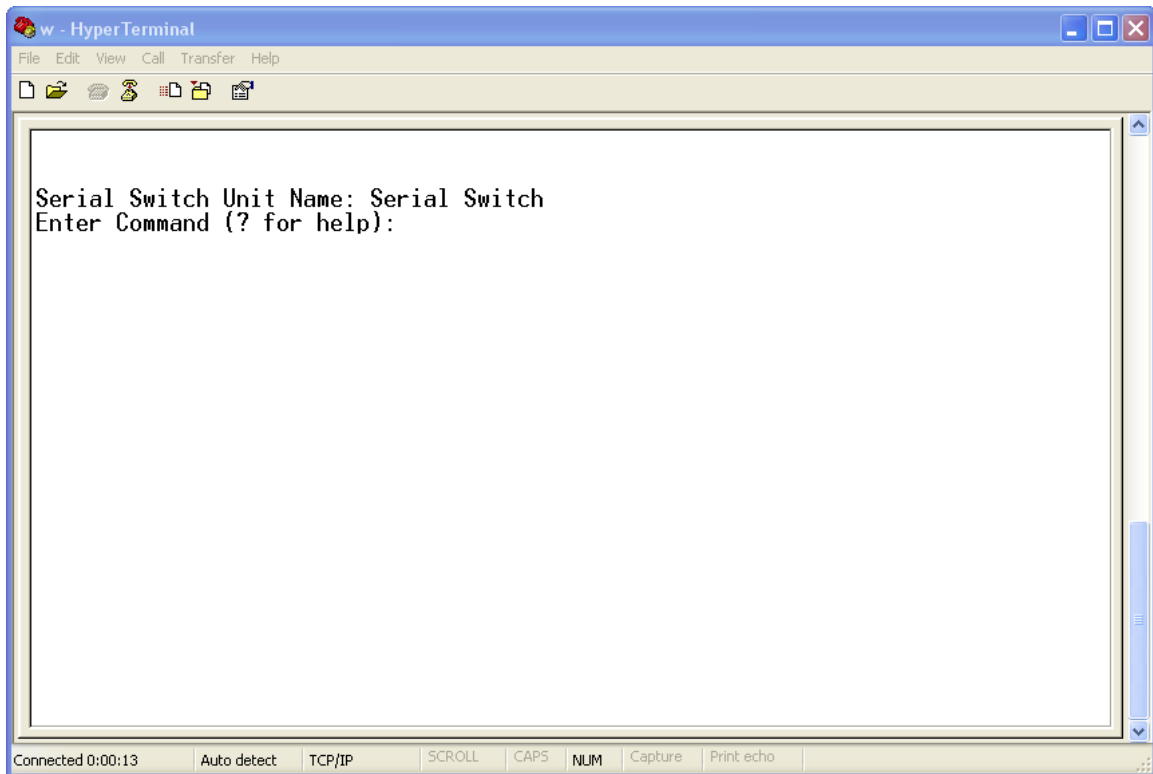 w - HyperTerminal
File Edit View Call Transfer Help
Serial Switch Unit Name: Serial Switch
Enter Command (? for help):
Connected 0:00:13 Auto detect TCP/IP SCROLL CAPS NUM Capture Print echo